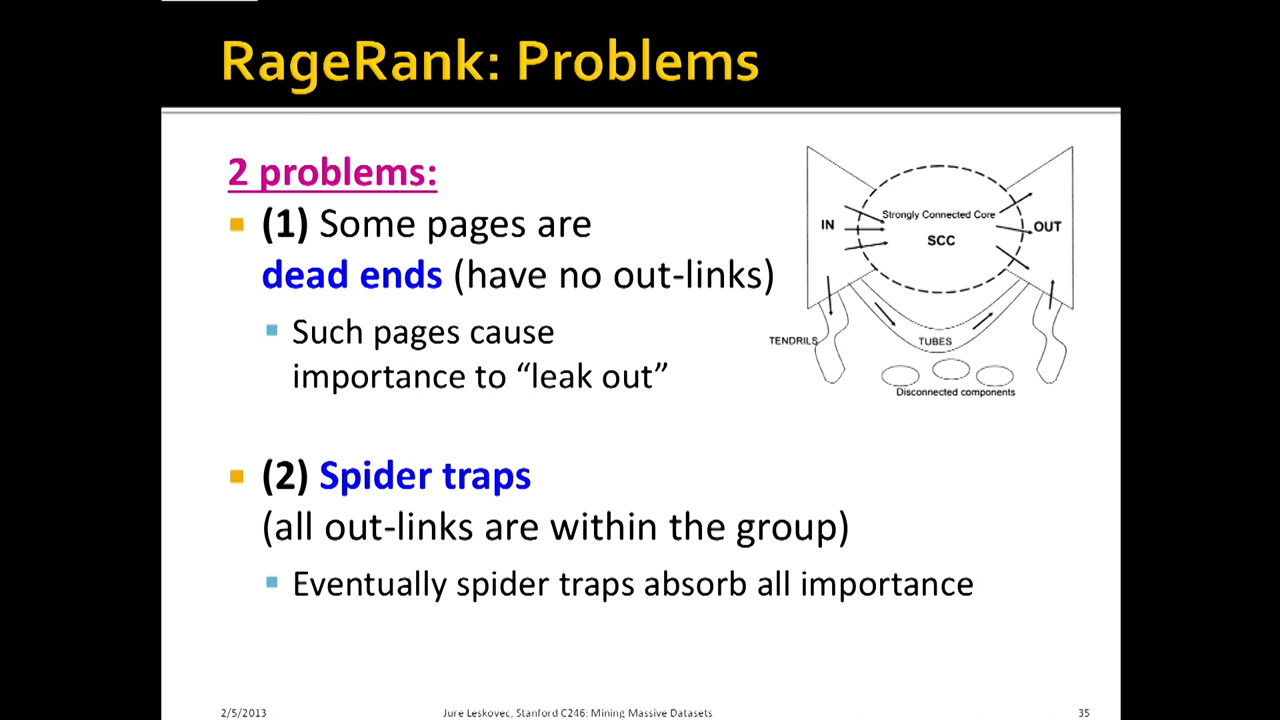 RageRank: Problems
2 problems:
(1) Some pages are
dead ends (have no out-links)
Such pages cause
importance to “leak out”
(2) Spider traps
(all out-links are within the group)
Eventually spider traps absorb all importance
IN
Strongly Connected Core
SCC
OUT
TENDRILS
TUBES
Disconnected components
2/5/2013
Jure Leskovec, Stanford C246: Mining Massive Datasets
35